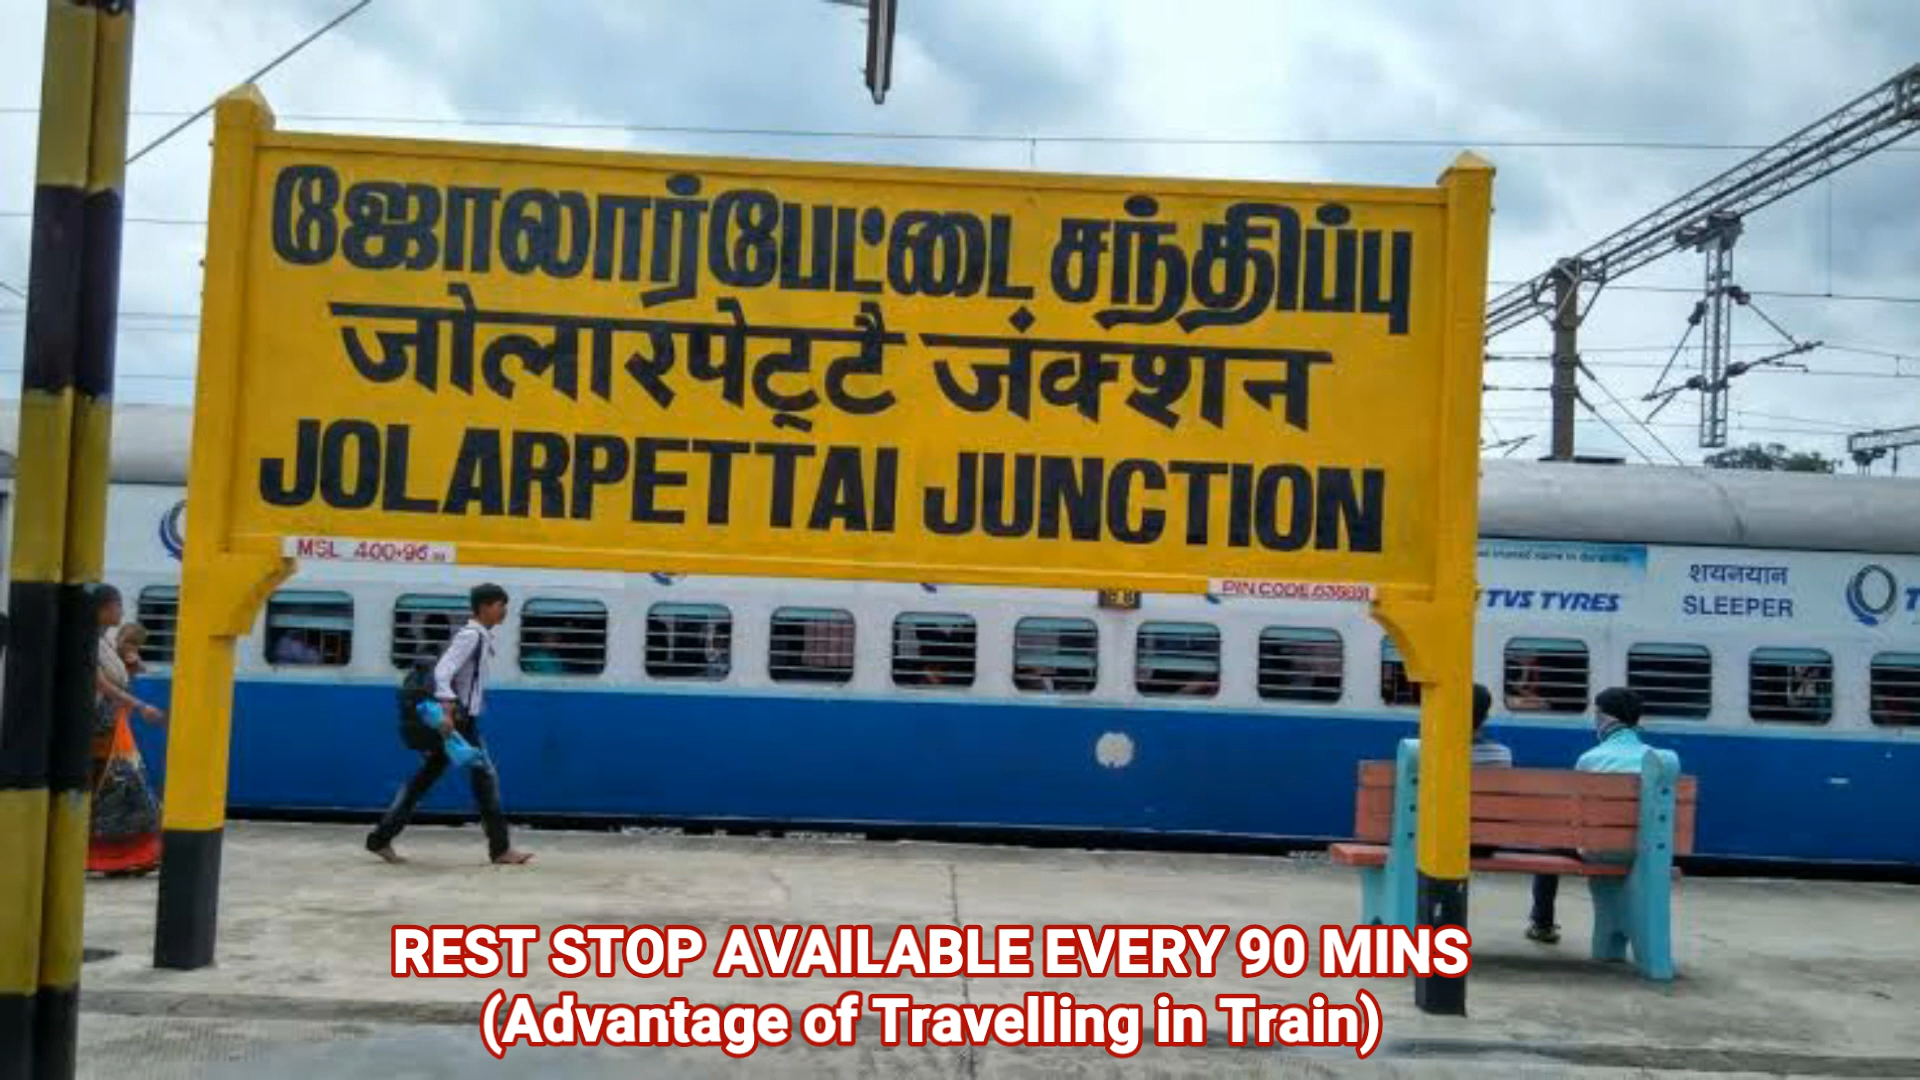 ஜோலார்பேட்டை சந்திப்பு
जोलारपेट्टै जंक्शन
JOLARPETTAI JUNCTION
MSL 400.96 M
PIN CODE
TVS TYRES
शयनयान
SLEEPER
REST STOP AVAILABLE EVERY 90 MINS
(Advantage of Travelling in Train)